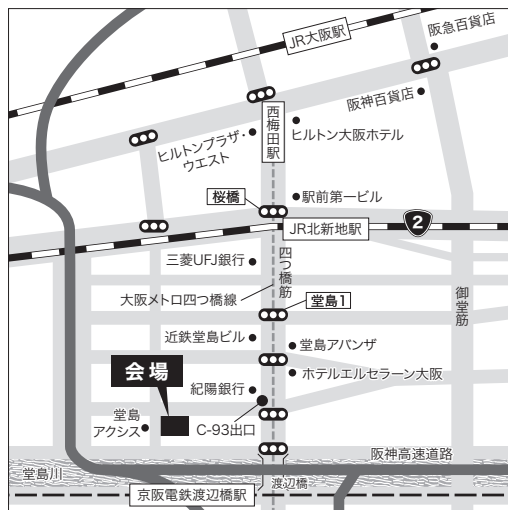 阪急百貨店
JR大阪駅
阪神百貨店
西梅田駅
ヒルトン大阪ホテル
ヒルトンプラザ・
ウエスト
桜橋
駅前第一ビル
2
JR北新地駅
三菱UFJ銀行
四つ橋筋
御堂筋
大阪メトロ四つ橋線
堂島1
近鉄堂島ビル
堂島アバンザ
会場
ホテルエルセラーン大阪
紀陽銀行
堂島
アクシス
C-93出口
阪神高速道路
堂島川
渡辺橋
京阪電鉄渡辺橋駅